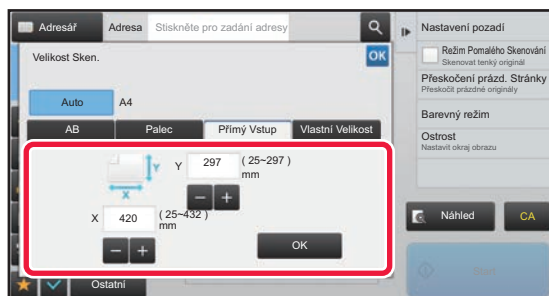 Adresář
Adresa
Stiskněte pro zadání adresy
Velikost Sken.
OK
Auto
A4
AB
Palec
Přímý Vstup
Vlastní Velikost
Y
X
Y
297
( 25~297 )
mm
X
420
( 25~432 )
mm
OK
Ostatní
Nastavení pozadí
Režim Pomalého Skenování
Skenovat tenký originál
Přeskočení prázd. Stránky
Přeskočit prázdné originály
Barevný režim
Ostrost
Nastavit okraj obrazu
Náhled
CA
Start